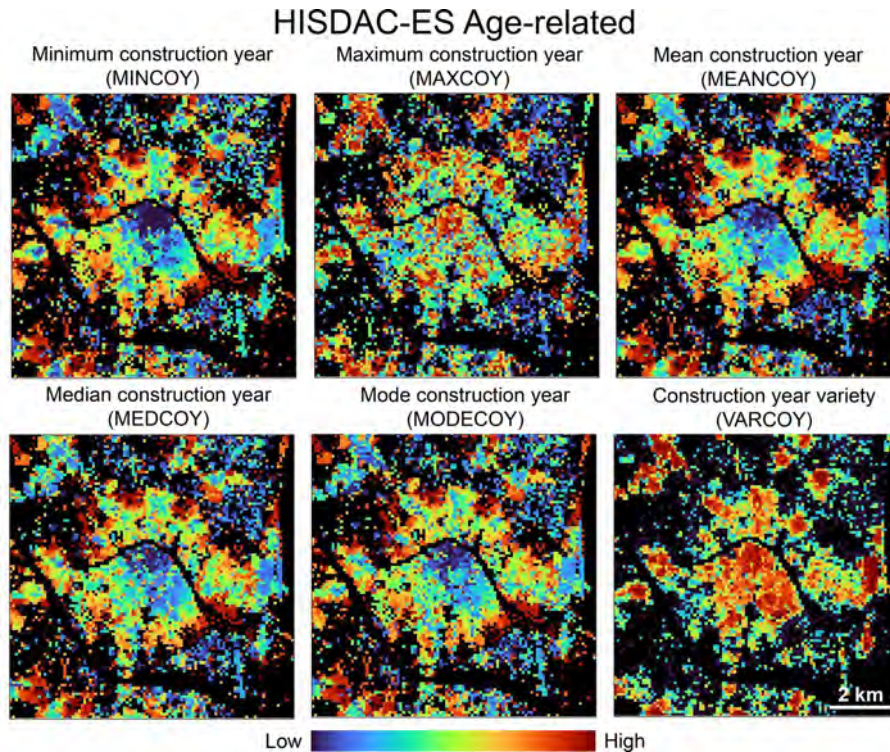 HISDAC-ES Age-related
Minimum construction year
(MINCOY)
Maximum construction year
(MAXCOY)
Mean construction year
(MEANCOY)
Median construction year
(MEDCOY)
Mode construction year
(MODECOY)
Construction year variety
(VARCOY)
2 km
Low
High